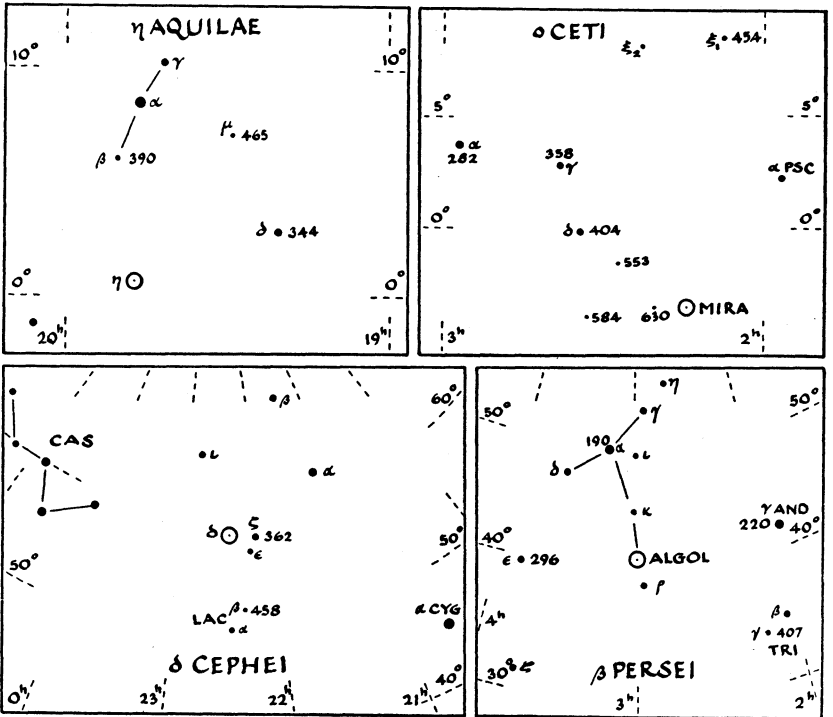 η AQUILAE
10° 10°
γ
α
μ 465
β 390
δ 344
η
0° 0°
20ʰ 19ʰ
ο CETI
ξ₂ ξ₁ 454
5° 5°
α
282
358
γ
α PSC
0° 0°
δ 404
553
584 630 MIRA
3ʰ 2ʰ
β 60°
CAS
ι
α
δ ζ 362
ε
50° 50°
LAC β 458
α
α CYG
δ CEPHEI
40°
0ʰ 23ʰ 22ʰ 21ʰ
η
50° γ 50°
190 α
ι
δ
κ
γ AND
220 40°
40°
ε 296 ALGOL
ρ
4ʰ
β
γ 407
TRI
30° ζ
β PERSEI
3ʰ 2ʰ